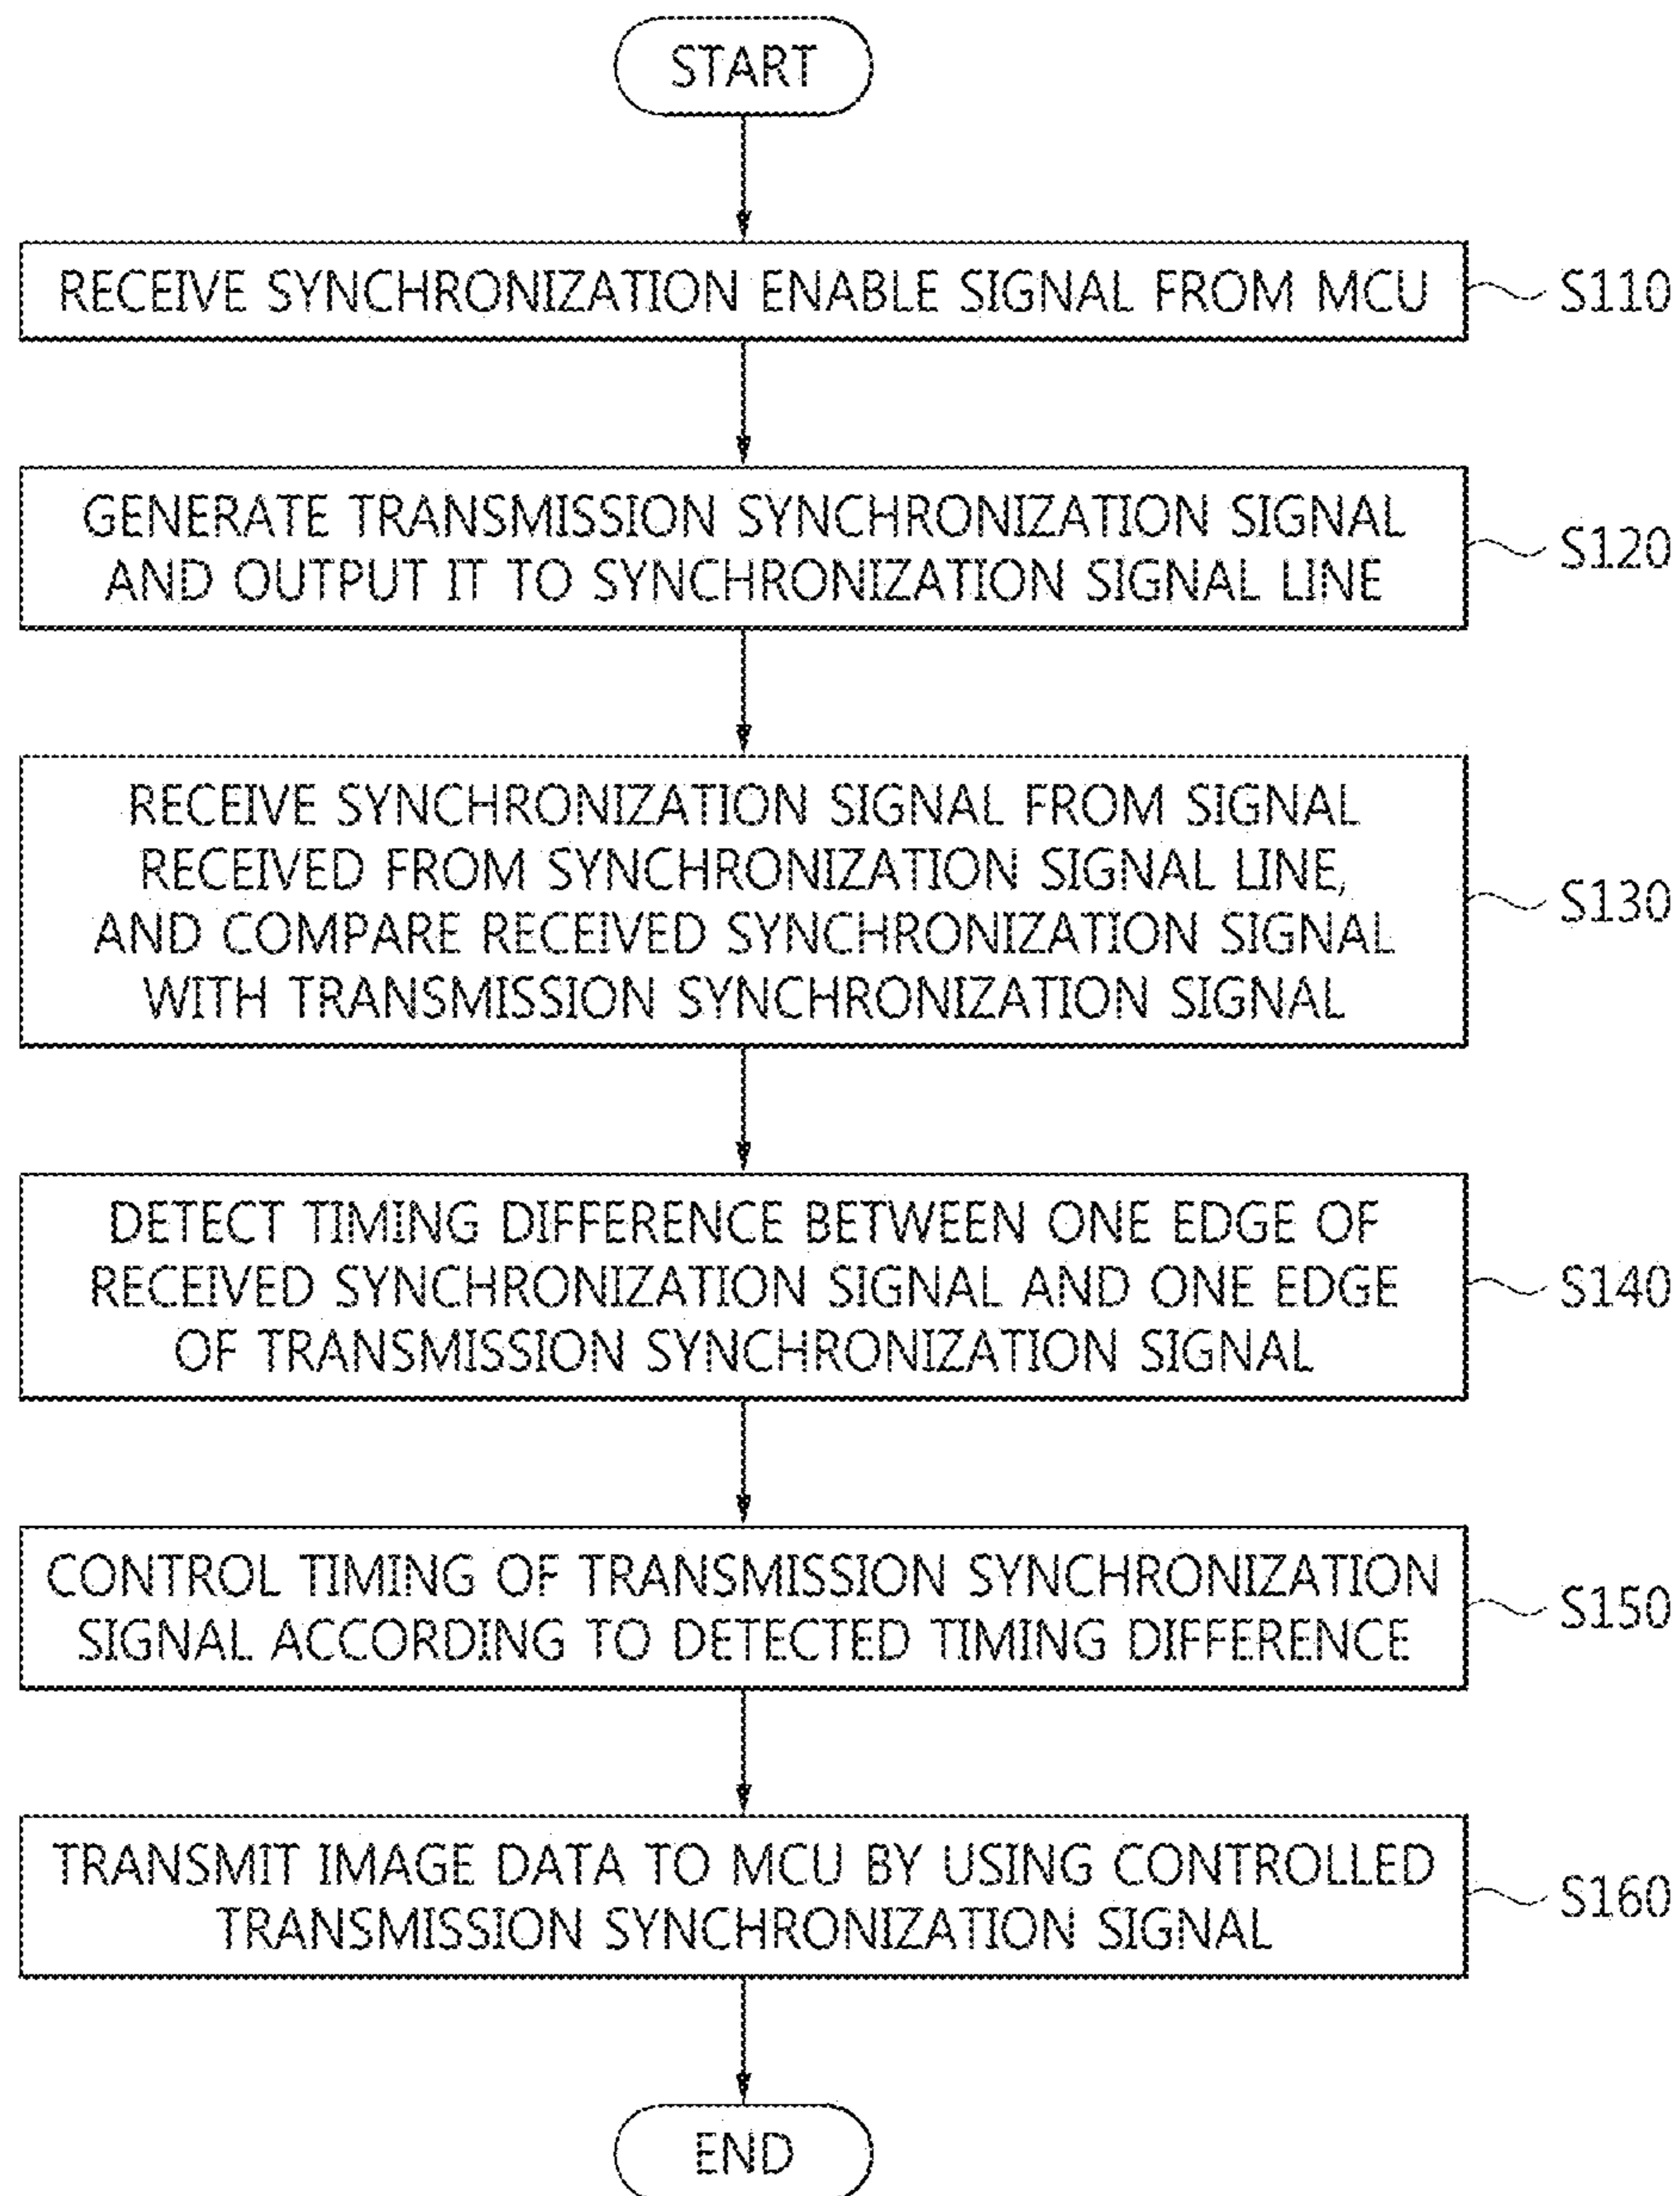 START
RECEIVE SYNCHRONIZATION ENABLE SIGNAL FROM MCU
S110
GENERATE TRANSMISSION SYNCHRONIZATION SIGNAL
AND OUTPUT IT TO SYNCHRONIZATION SIGNAL LINE
S120
RECEIVE SYNCHRONIZATION SIGNAL FROM SIGNAL
RECEIVED FROM SYNCHRONIZATION SIGNAL LINE,
AND COMPARE RECEIVED SYNCHRONIZATION SIGNAL
WITH TRANSMISSION SYNCHRONIZATION SIGNAL
S130
DETECT TIMING DIFFERENCE BETWEEN ONE EDGE OF
RECEIVED SYNCHRONIZATION SIGNAL AND ONE EDGE
OF TRANSMISSION SYNCHRONIZATION SIGNAL
S140
CONTROL TIMING OF TRANSMISSION SYNCHRONIZATION
SIGNAL ACCORDING TO DETECTED TIMING DIFFERENCE
S150
TRANSMIT IMAGE DATA TO MCU BY USING CONTROLLED
TRANSMISSION SYNCHRONIZATION SIGNAL
S160
END